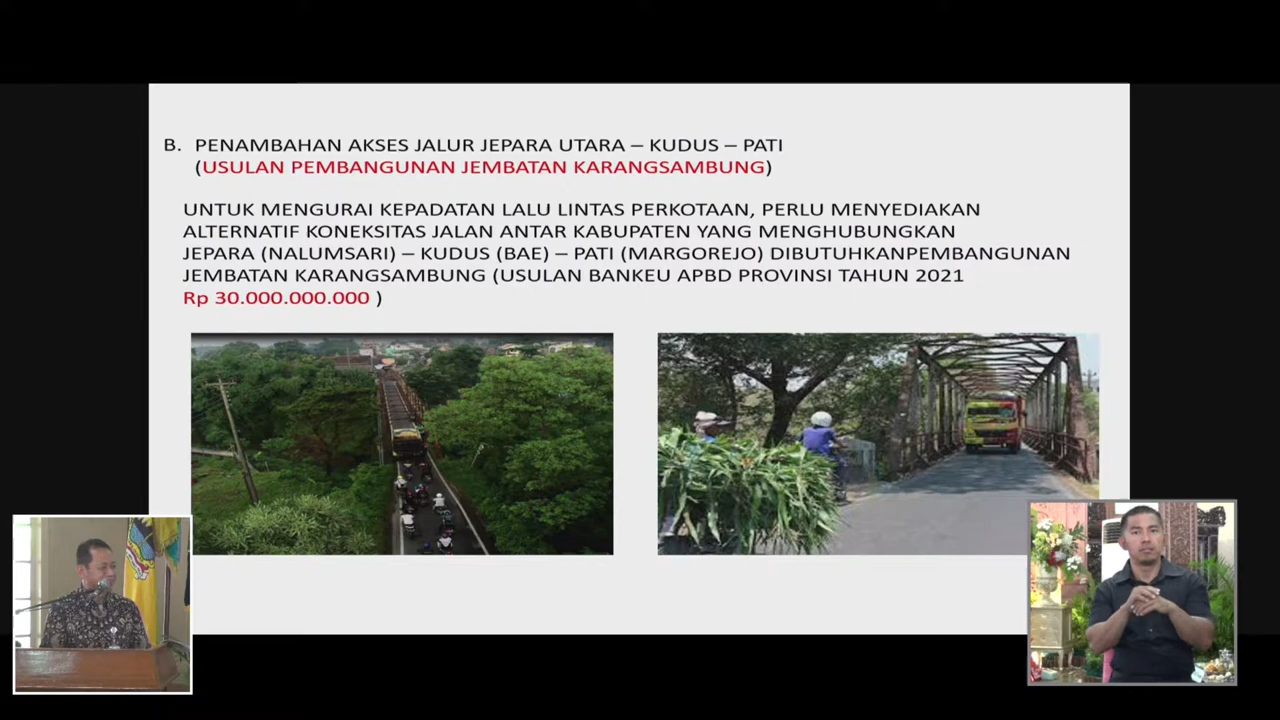 B. PENAMBAHAN AKSES JALUR JEPARA UTARA – KUDUS – PATI
(USULAN PEMBANGUNAN JEMBATAN KARANGSAMBUNG)
UNTUK MENGURAI KEPADATAN LALU LINTAS PERKOTAAN, PERLU MENYEDIAKAN
ALTERNATIF KONEKSITAS JALAN ANTAR KABUPATEN YANG MENGHUBUNGKAN
JEPARA (NALUMSARI) – KUDUS (BAE) – PATI (MARGOREJO) DIBUTUHKANPEMBANGUNAN
JEMBATAN KARANGSAMBUNG (USULAN BANKEU APBD PROVINSI TAHUN 2021
Rp 30.000.000.000 )